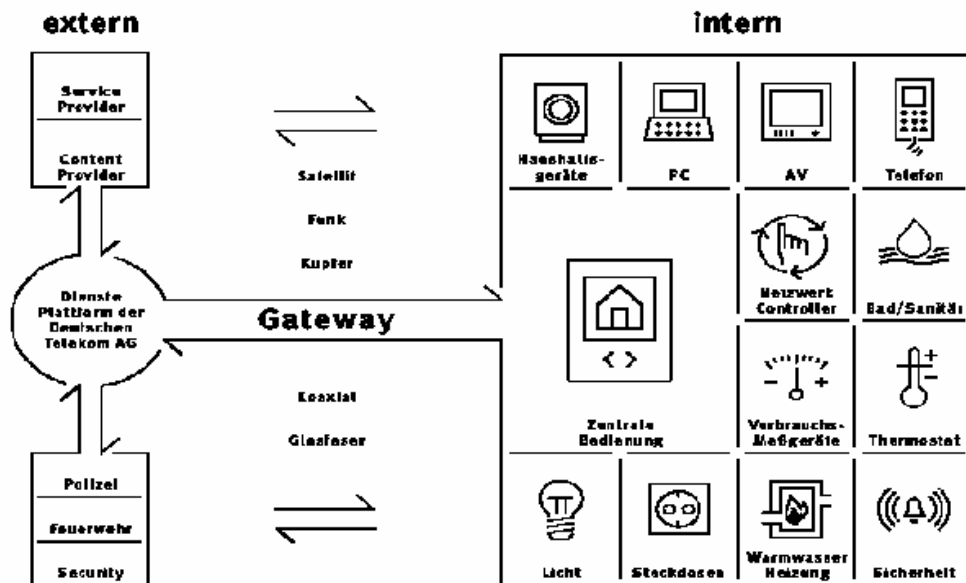 extern
intern
Service
Provider
Content
Provider
Dienste
Plattform der
Deutschen
Telekom AG
Polizei
Feuerwehr
Security
Satellit
Funk
Kupfer
Gateway
Koaxial
Glasfaser
Haushalts-
geräte
PC
AV
Telefon
Netzwerk
Controller
Bad/Sanitär
Zentrale
Bedienung
Verbrauchs-
Meßgeräte
Thermostat
Licht
Steckdosen
Warmwasser
Heizung
Sicherheit